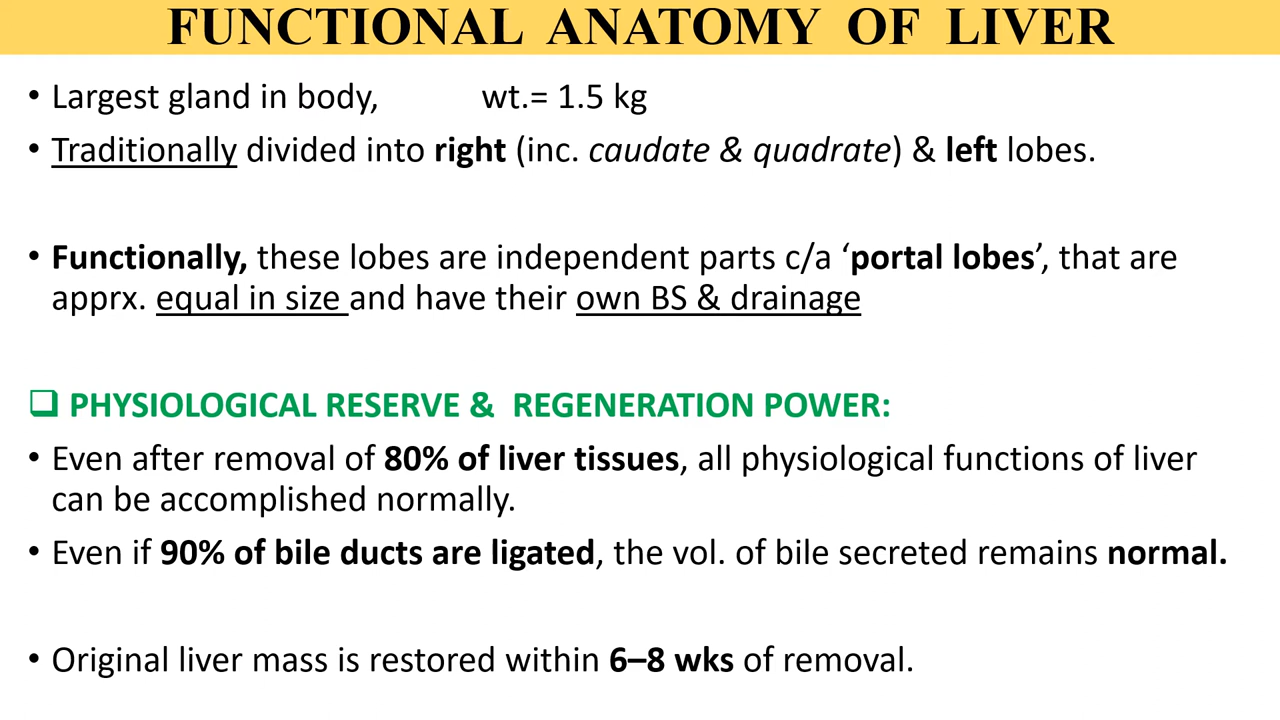 FUNCTIONAL ANATOMY OF LIVER
• Largest gland in body, wt.= 1.5 kg
• Traditionally divided into right (inc. caudate & quadrate) & left lobes.
• Functionally, these lobes are independent parts c/a ‘portal lobes’, that are
apprx. equal in size and have their own BS & drainage
❑ PHYSIOLOGICAL RESERVE & REGENERATION POWER:
• Even after removal of 80% of liver tissues, all physiological functions of liver
can be accomplished normally.
• Even if 90% of bile ducts are ligated, the vol. of bile secreted remains normal.
• Original liver mass is restored within 6–8 wks of removal.